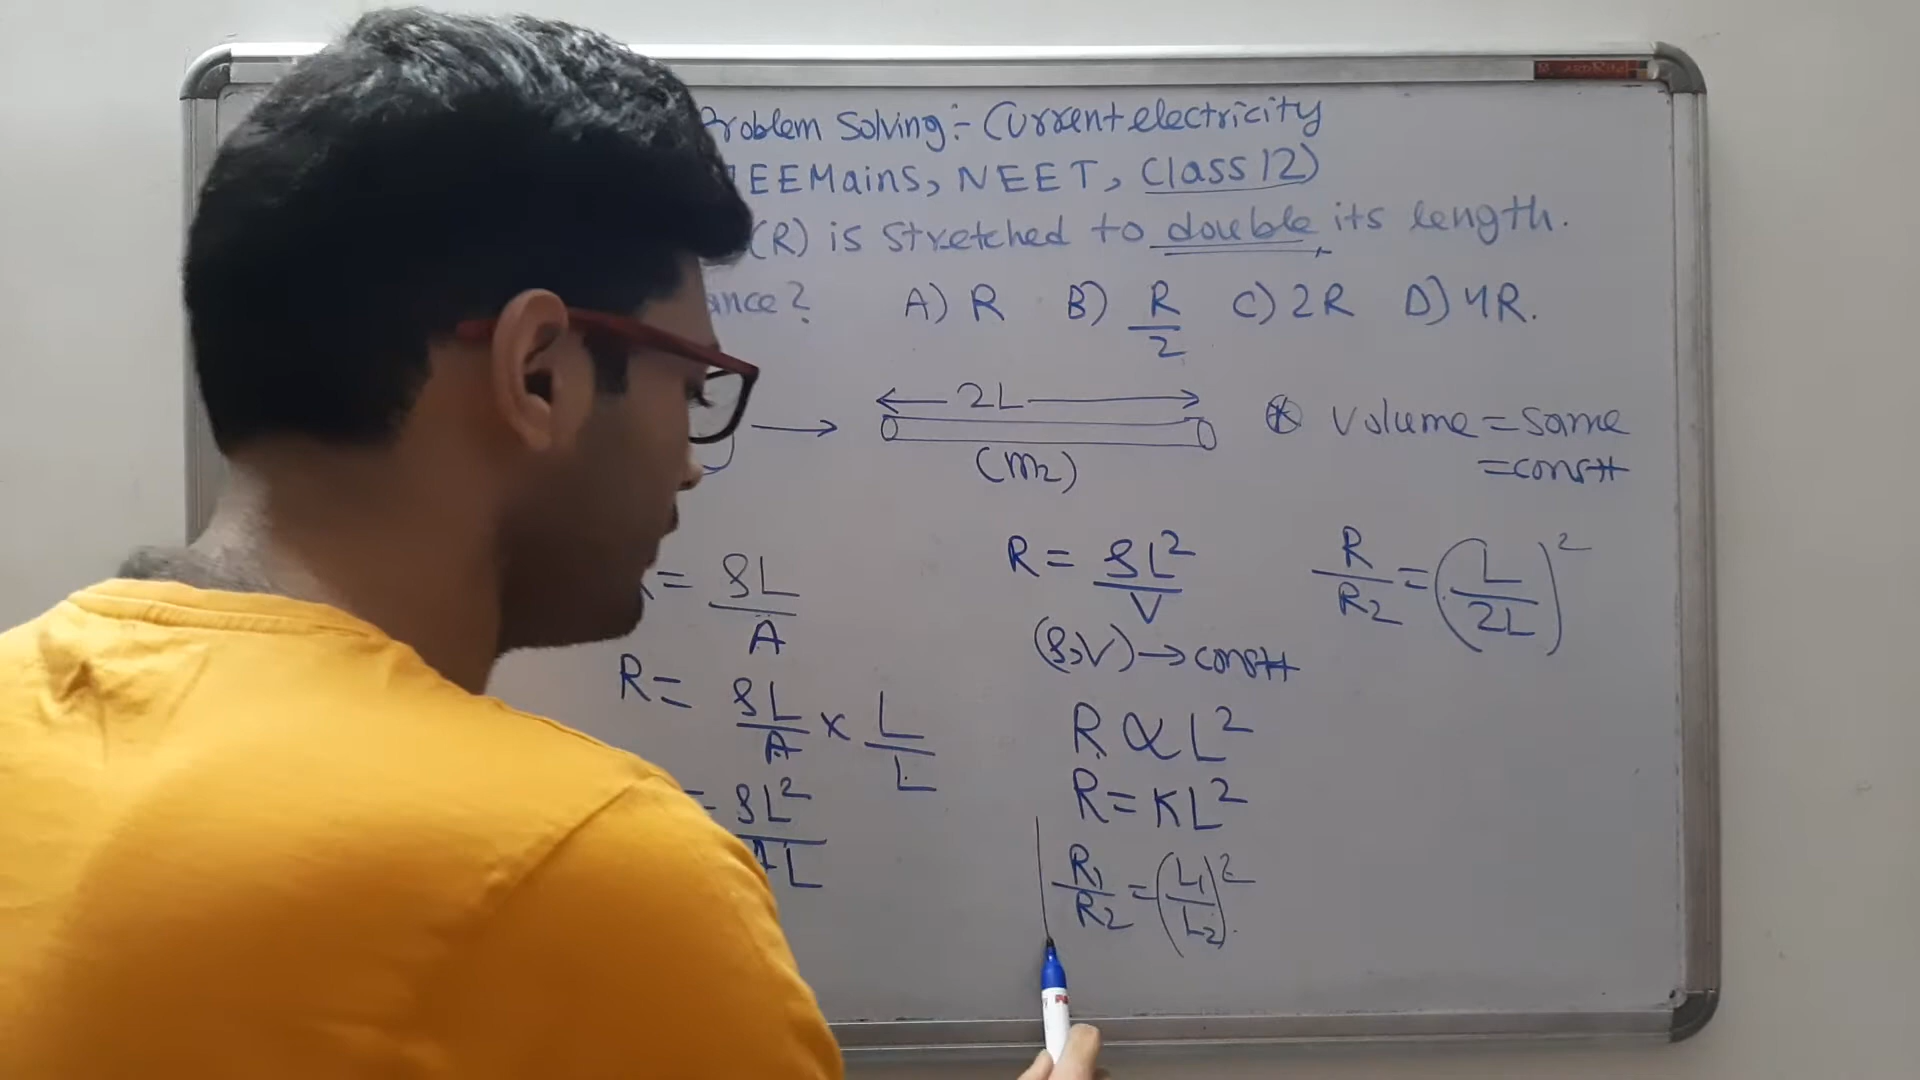 Problem Solving:- Current electricity
EEMains, NEET, Class 12)
(R) is stretched to double its length.
ance? A) R B) R/2 C) 2R D) 4R.
2L
(m2)
* Volume = same
= constt
R = ρL/A
R = ρL/A x L/L
= ρL²/AL
R = ρL²/V
(ρ,V) → constt
R ∝ L²
R = KL²
R1/R2 = (L1/L2)²
R/R2 = (L/2L)²